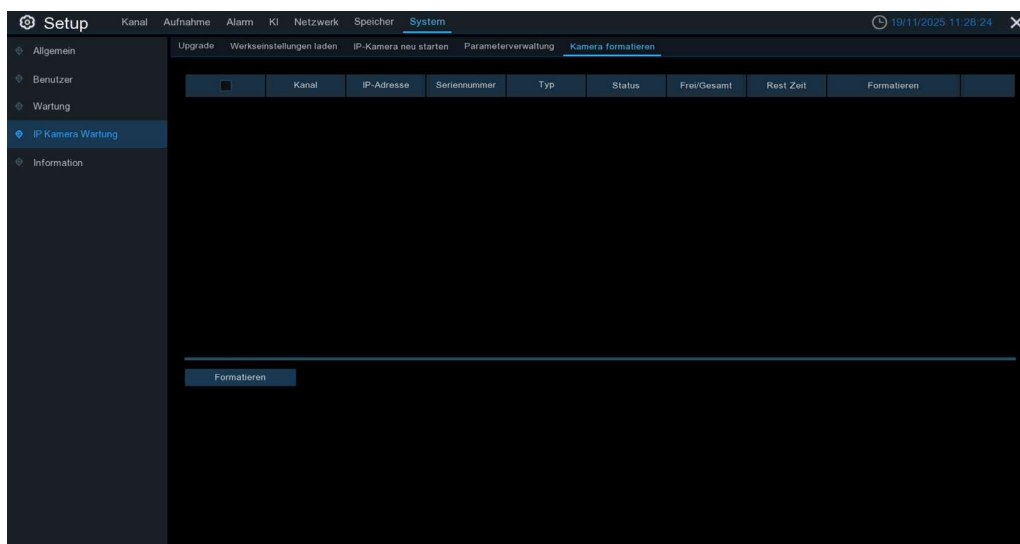 Setup Kanal Aufnahme Alarm KI Netzwerk Speicher System 19/11/2025 11:28:24
Upgrade Werkseinstellungen laden IP-Kamera neu starten Parameterverwaltung Kamera formatieren
Allgemein
Benutzer
Wartung
IP Kamera Wartung
Information
Kanal IP-Adresse Seriennummer Typ Status Frei/Gesamt Rest Zeit Formatieren
Formatieren